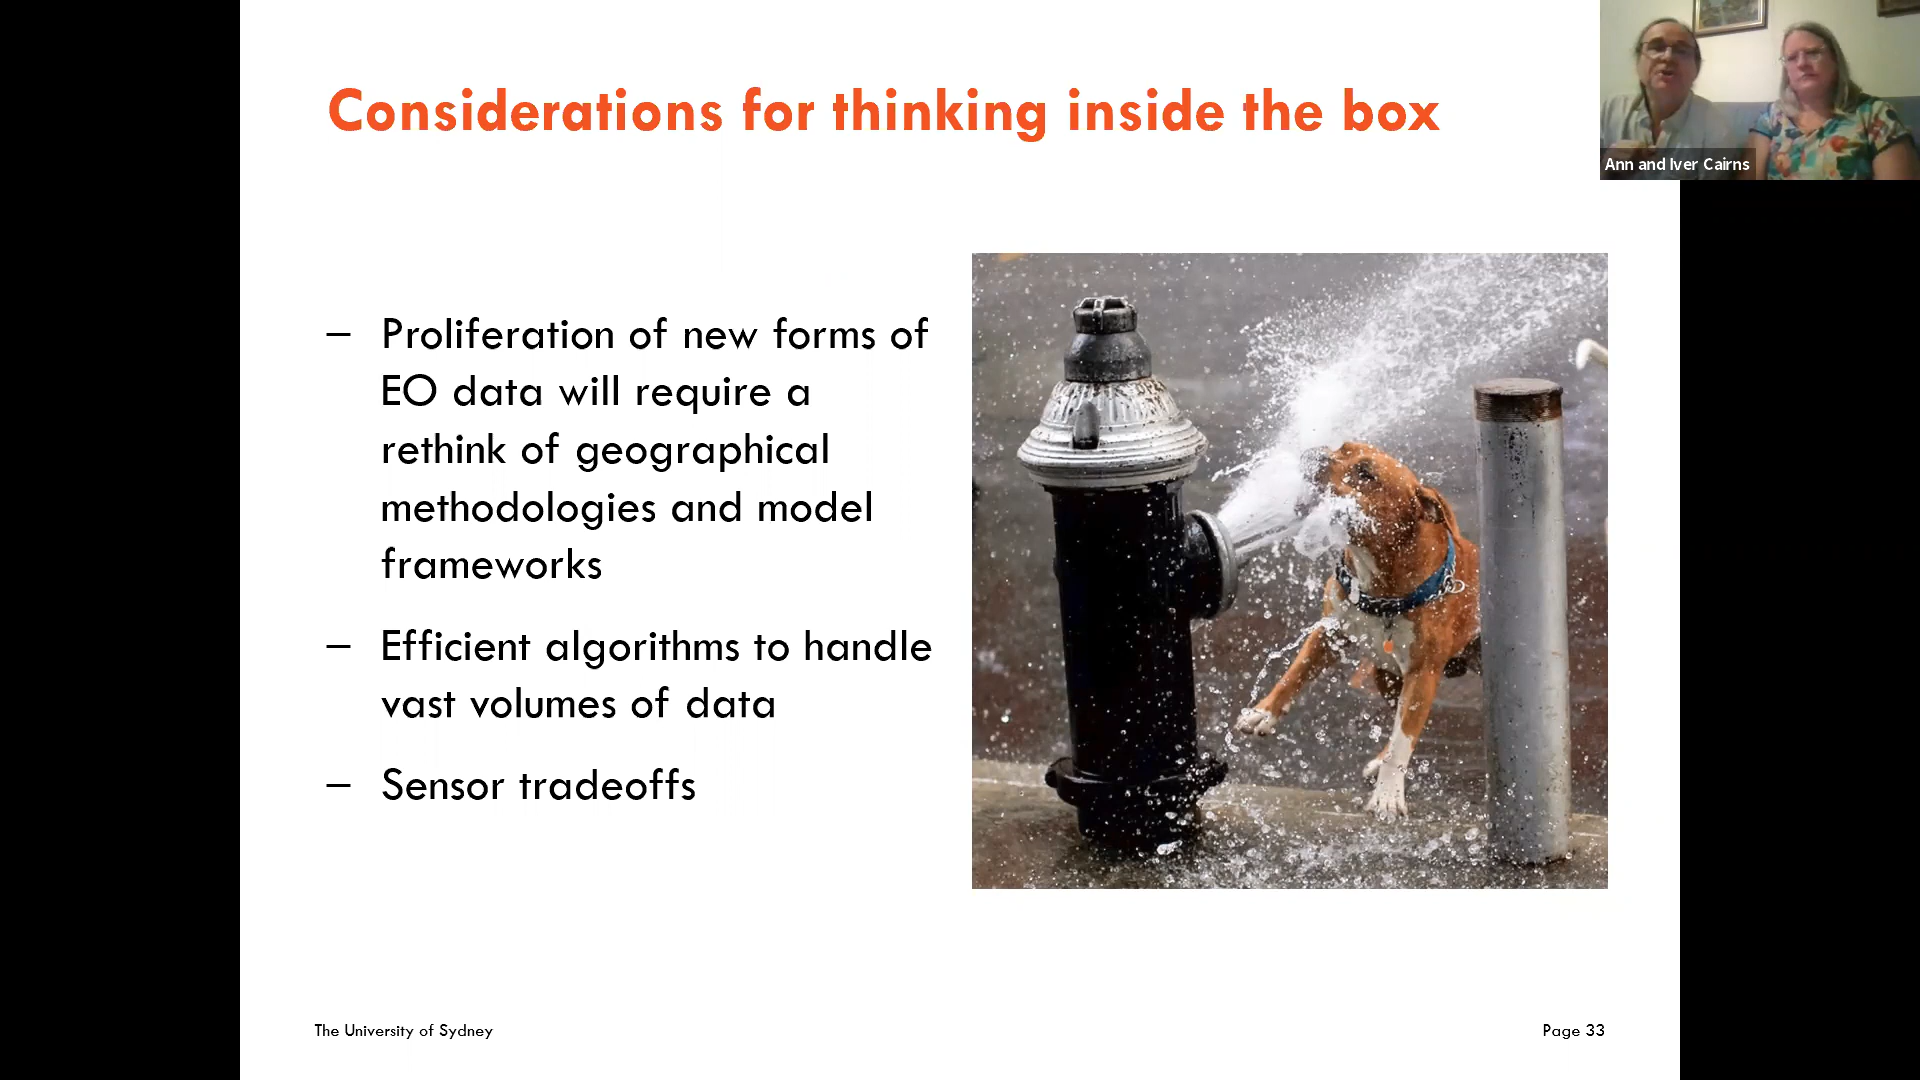 Considerations for thinking inside the box
Ann and Iver Cairns
– Proliferation of new forms of
EO data will require a
rethink of geographical
methodologies and model
frameworks
– Efficient algorithms to handle
vast volumes of data
– Sensor tradeoffs
The University of Sydney
Page 33